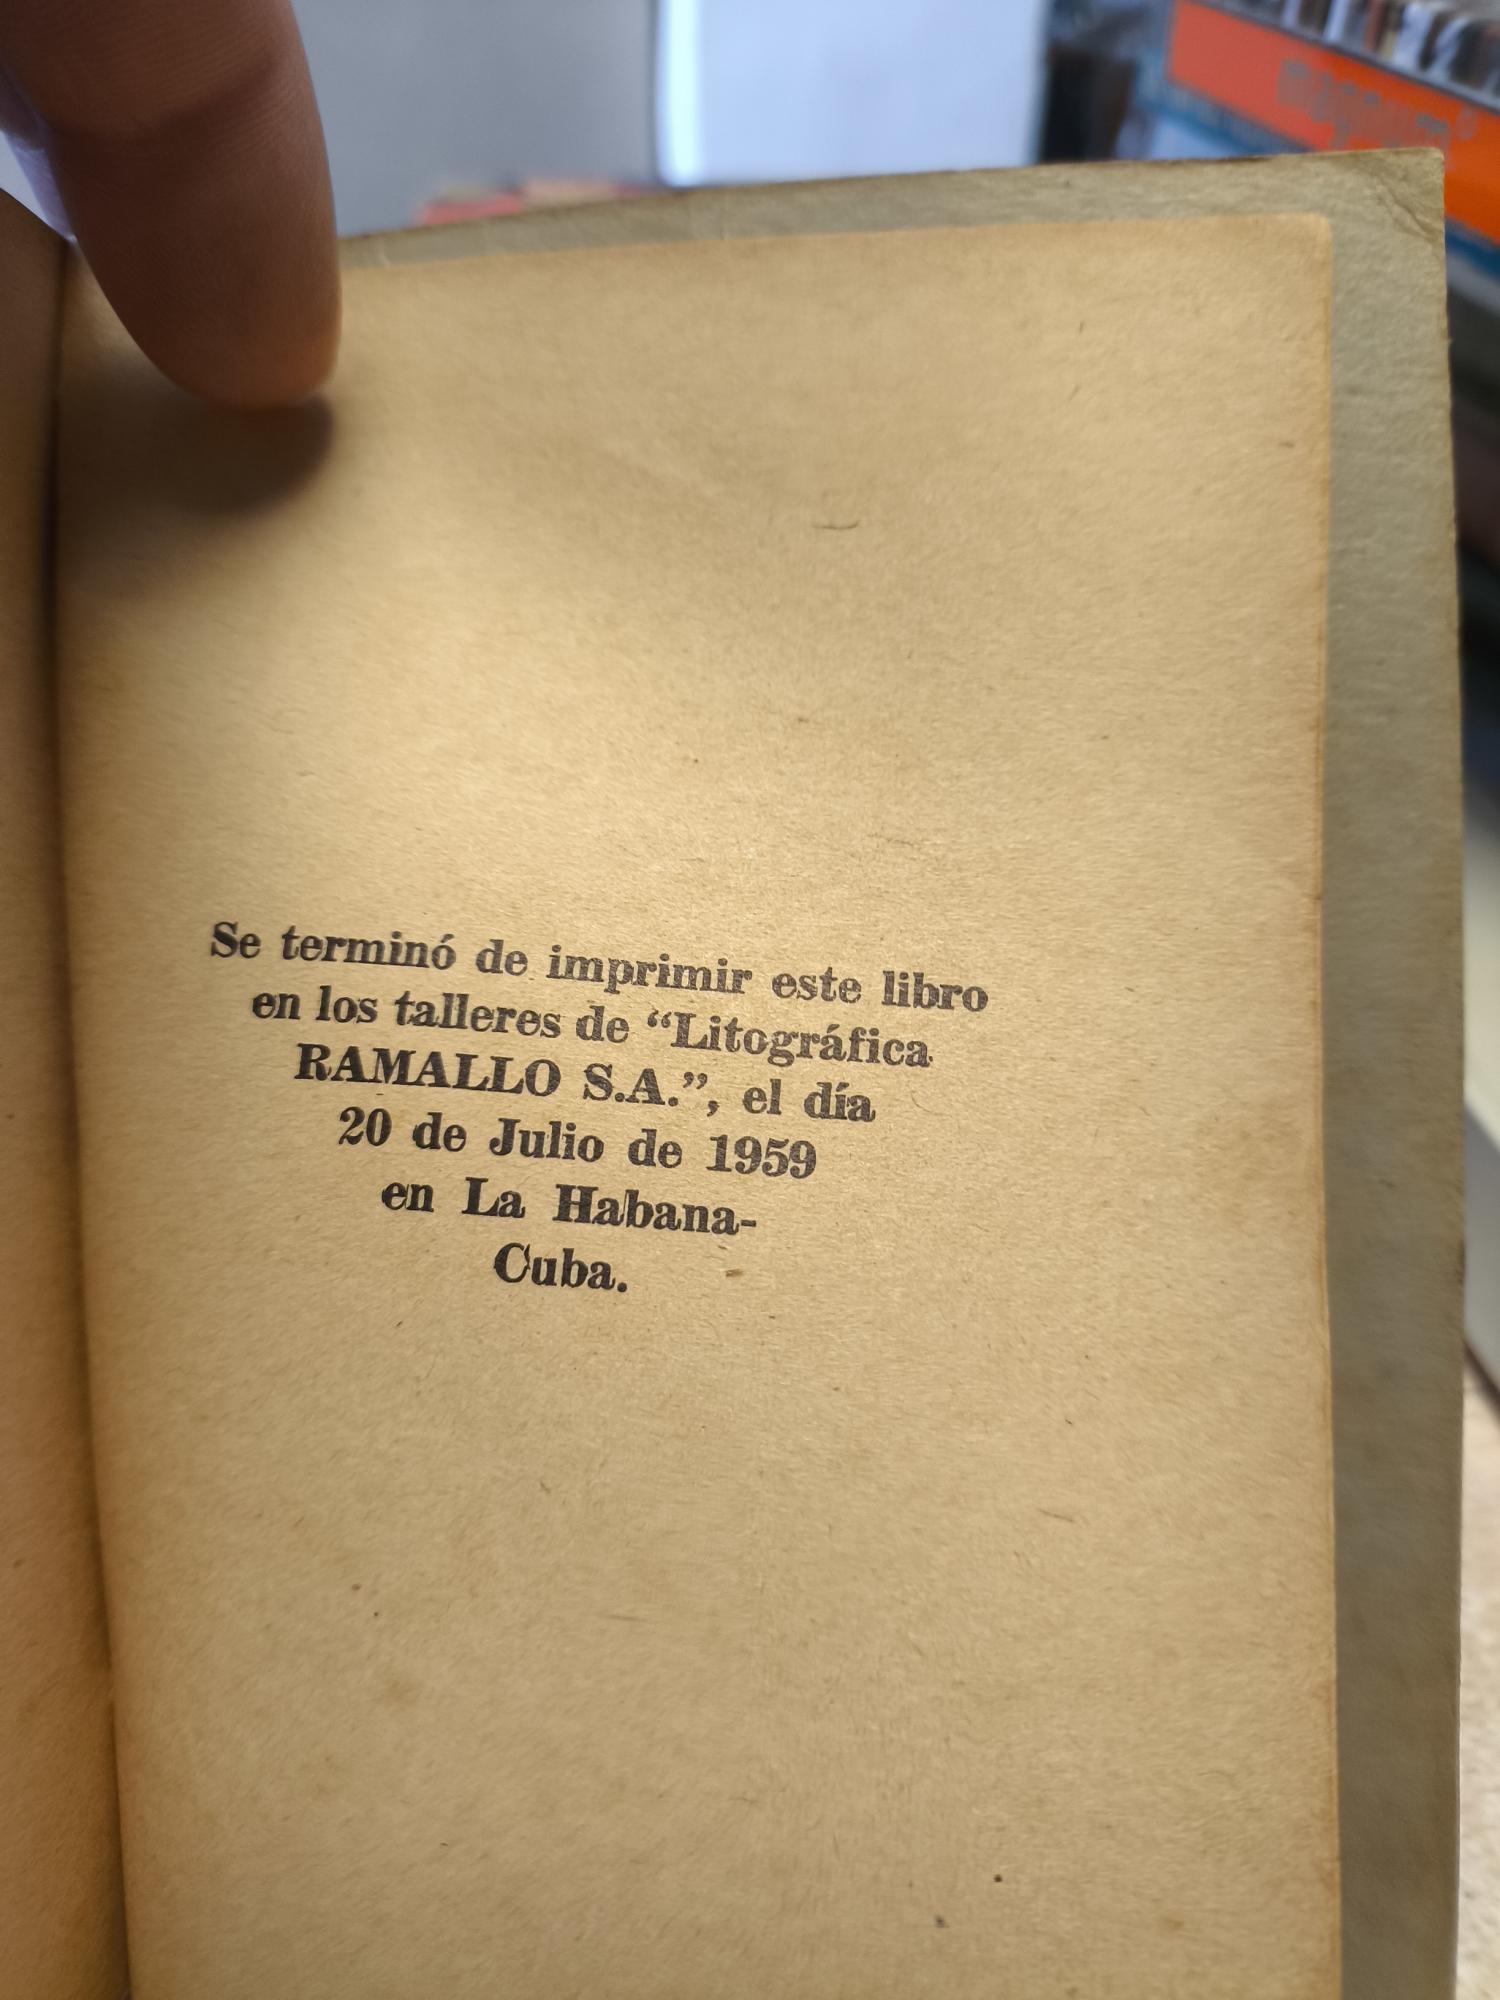 magnum
Se terminó de imprimir este libro
en los talleres de “Litográfica
RAMALLO S.A.”, el día
20 de Julio de 1959
en La Habana-
Cuba.